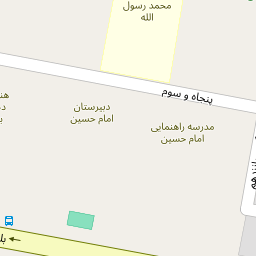 محمد رسول
الله
پنجاه و سوم
دبیرستان
امام حسین
مدرسه راهنمایی
امام حسین